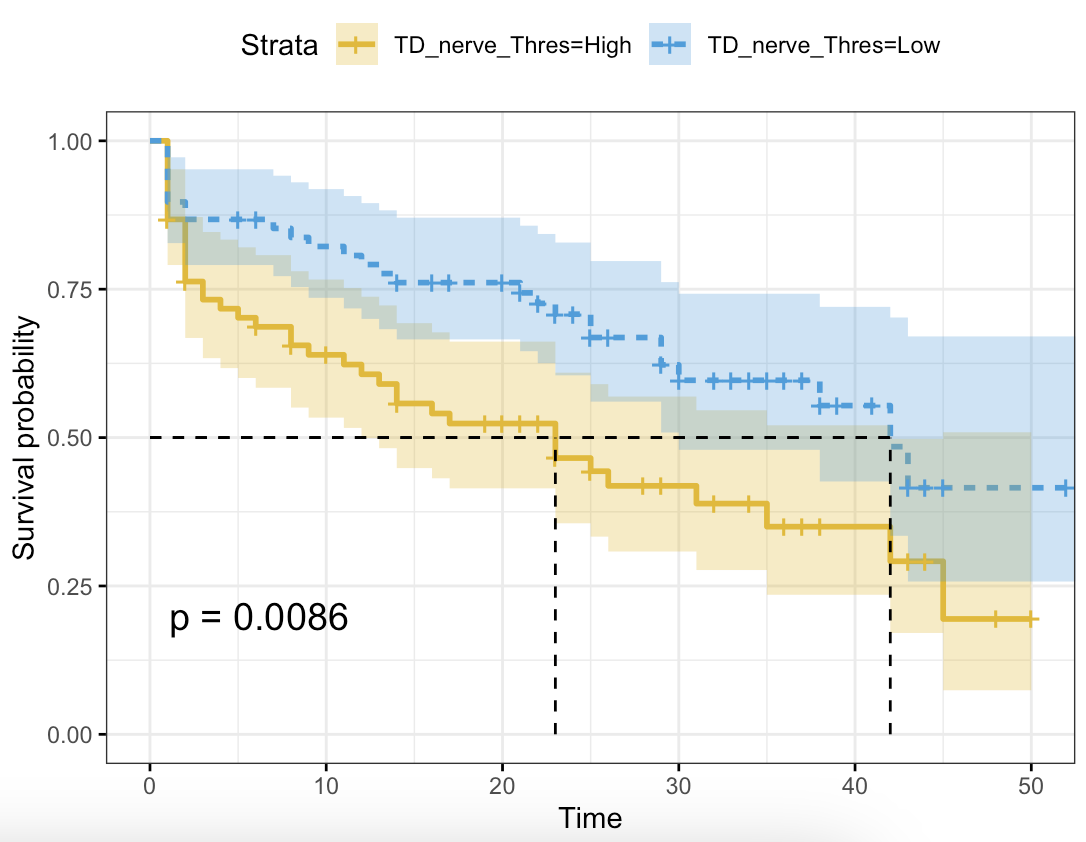 Strata TD_nerve_Thres=High TD_nerve_Thres=Low
1.00
0.75
0.50
0.25
0.00
Survival probability
p = 0.0086
0 10 20 30 40 50
Time